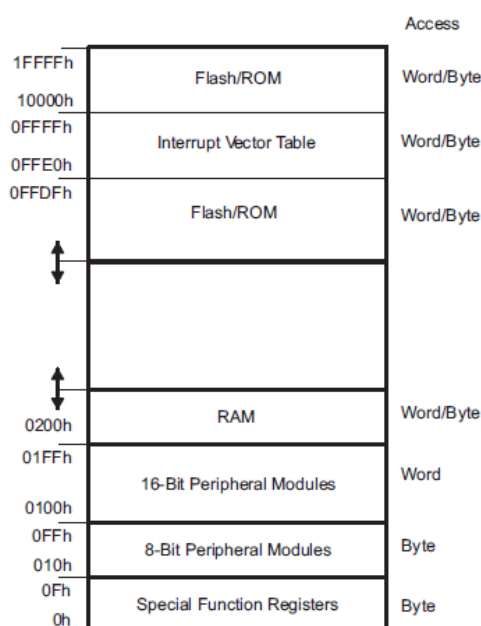 Access
1FFFFh
Flash/ROM
Word/Byte
10000h
0FFFFh
Interrupt Vector Table
Word/Byte
0FFE0h
0FFDFh
Flash/ROM
Word/Byte
RAM
Word/Byte
0200h
01FFh
16-Bit Peripheral Modules
Word
0100h
0FFh
8-Bit Peripheral Modules
Byte
010h
0Fh
Special Function Registers
Byte
0h